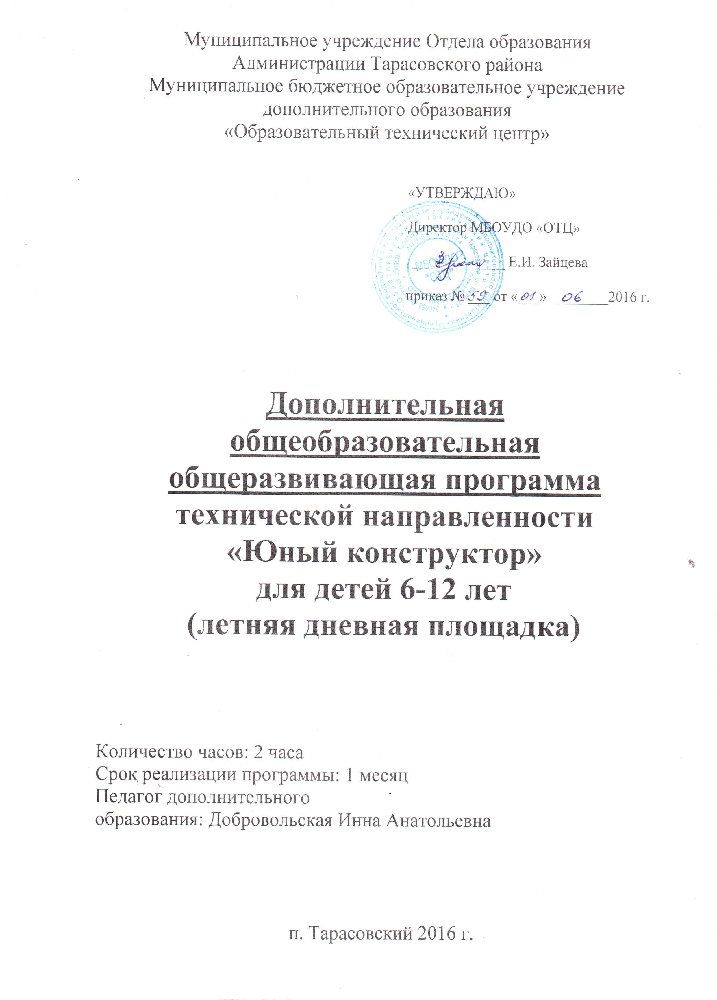 Муниципальное учреждение Отдела образования
Администрации Тарасовского района
Муниципальное бюджетное образовательное учреждение
дополнительного образования
«Образовательный технический центр»
«УТВЕРЖДАЮ»
Директор МБОУДО «ОТЦ»
МБОУДО
"ОТЦ"
______________ Е.И. Зайцева
приказ № 59 от «01» 06 2016 г.
Дополнительная
общеобразовательная
общеразвивающая программа
технической направленности
«Юный конструктор»
для детей 6-12 лет
(летняя дневная площадка)
Количество часов: 2 часа
Срок реализации программы: 1 месяц
Педагог дополнительного
образования: Добровольская Инна Анатольевна
п. Тарасовский 2016 г.